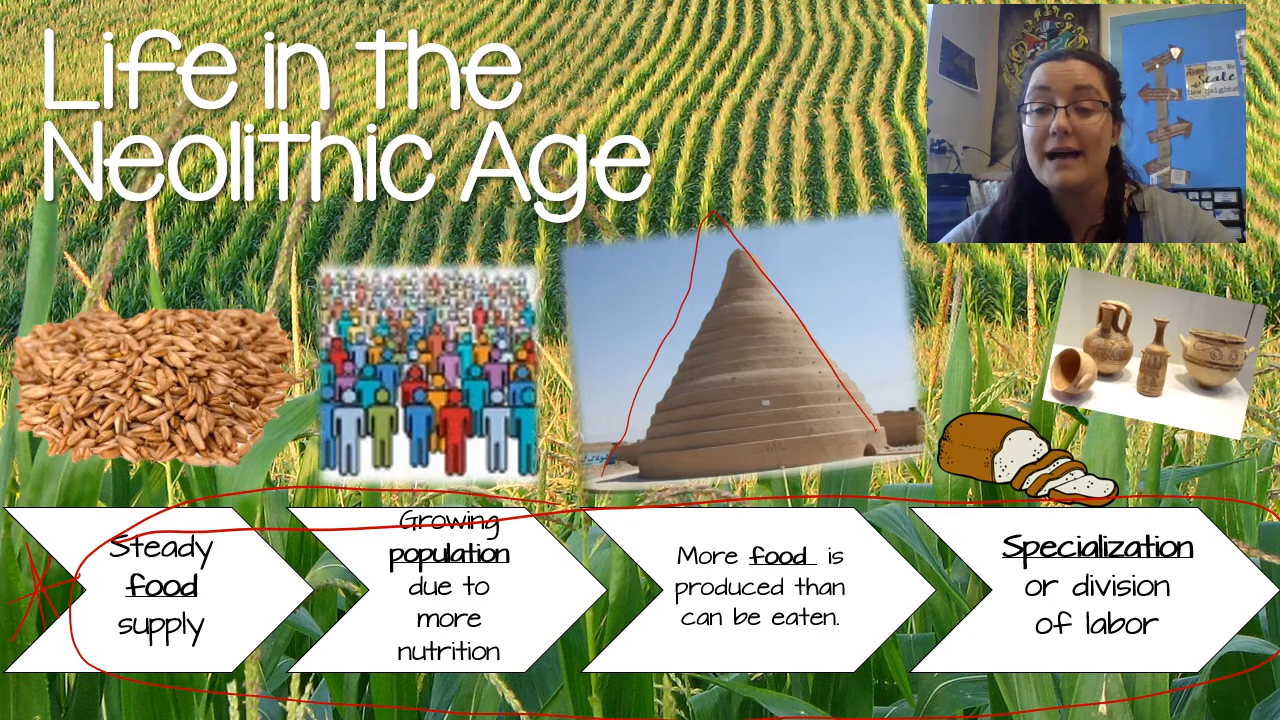 Life in the
Neolithic Age
scale
Steady
food
supply
Growing
population
due to
more
nutrition
More food is
produced than
can be eaten.
Specialization
or division
of labor